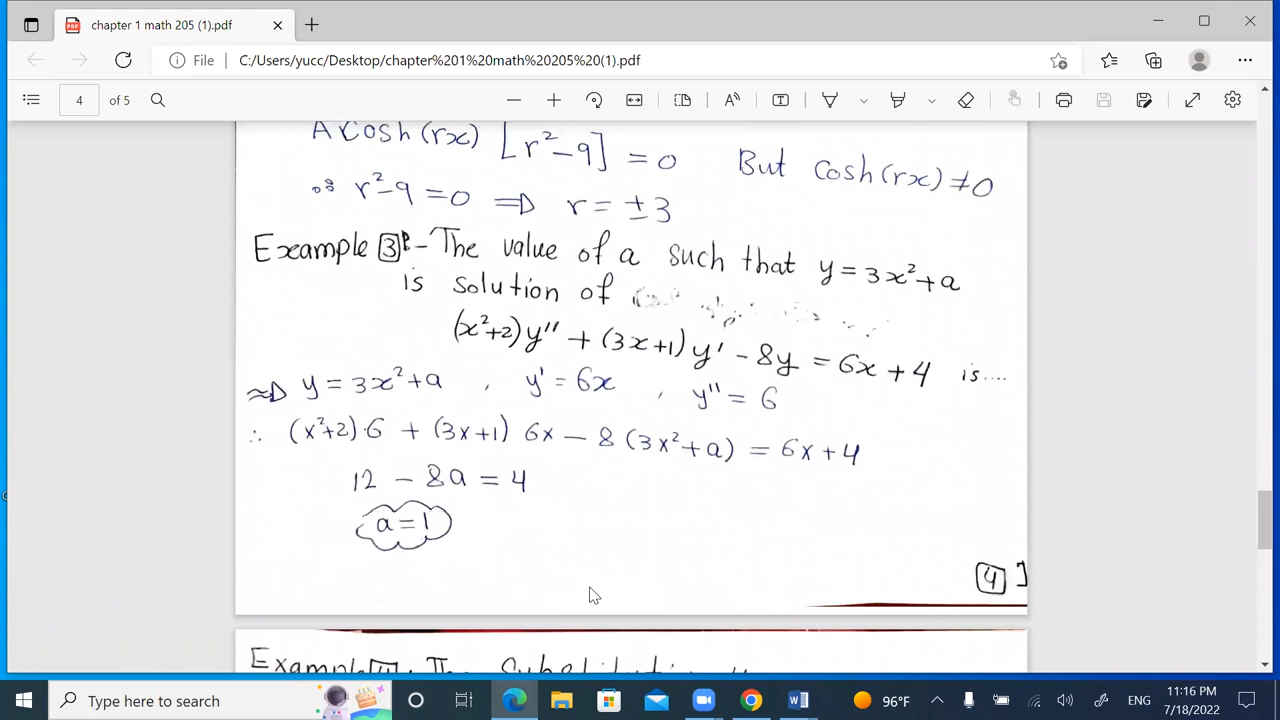 chapter 1 math 205 (1).pdf
File C:/Users/yucc/Desktop/chapter%201%20math%20205%20(1).pdf
4 of 5
A r cosh(rx) [r²-9] = 0 But cosh(rx) ≠ 0
∴ r²-9 = 0 ⇒ r = ±3
Example [3]:- The value of a such that y = 3x²+a
is solution of
(x²+2)y'' + (3x+1)y' - 8y = 6x+4 is....
⇒ y = 3x²+a , y' = 6x , y'' = 6
∴ (x²+2)·6 + (3x+1) 6x - 8(3x²+a) = 6x+4
12 - 8a = 4
a = 1
[4]
Type here to search
96°F
ENG
11:16 PM
7/18/2022